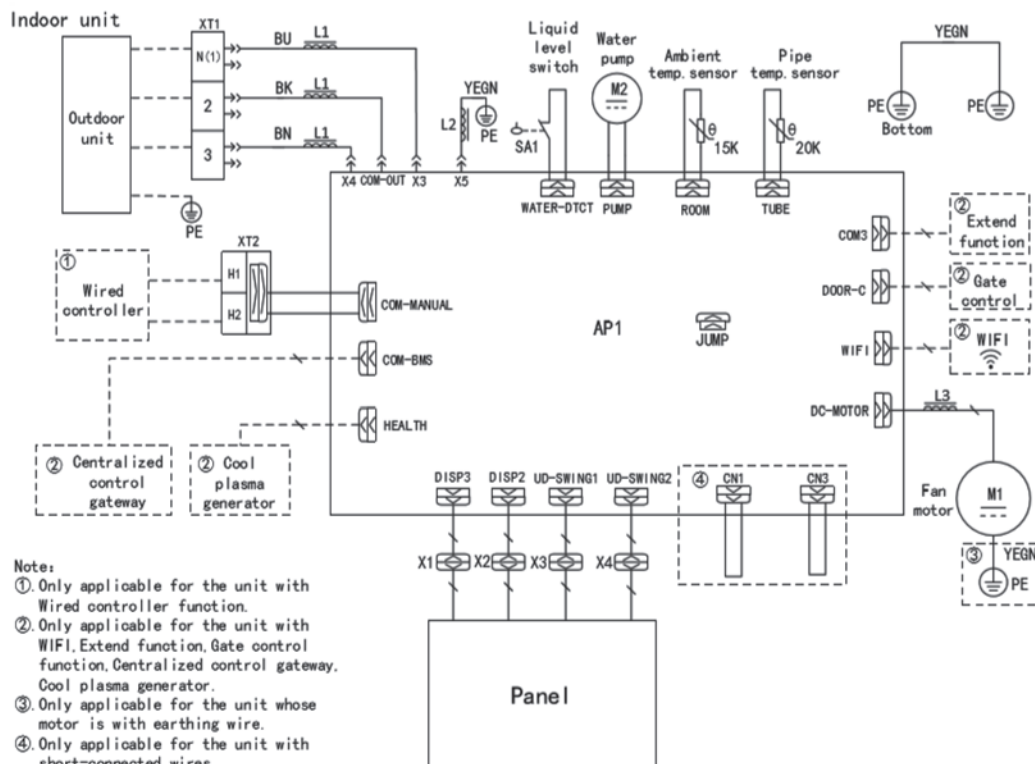 Indoor unit
XT1
Outdoor
unit
N(1)
2
3
BU
L1
BK
L1
BN
L1
X4
COM-OUT
X3
X5
L2
YEGN
PE
PE
Liquid
level
switch
SA1
WATER-DTCT
Water
pump
M2
PUMP
Ambient
temp. sensor
θ
15K
ROOM
Pipe
temp. sensor
θ
20K
TUBE
YEGN
PE
Bottom
PE
①
Wired
controller
XT2
H1
H2
COM-MANUAL
COM-BMS
HEALTH
AP1
JUMP
COM3
DOOR-C
WIFI
DC-MOTOR
② Extend
function
② Gate
control
② WIFI
L3
Fan
motor
M1
③ YEGN
PE
② Centralized
control
gateway
② Cool
plasma
generator
DISP3
DISP2
UD-SWING1
UD-SWING2
④ CN1
CN3
X1
X2
X3
X4
Panel
Note:
①. Only applicable for the unit with
Wired controller function.
②. Only applicable for the unit with
WIFI, Extend function, Gate control
function, Centralized control gateway.
Cool plasma generator.
③. Only applicable for the unit whose
motor is with earthing wire.
④. Only applicable for the unit with
short-connected wires